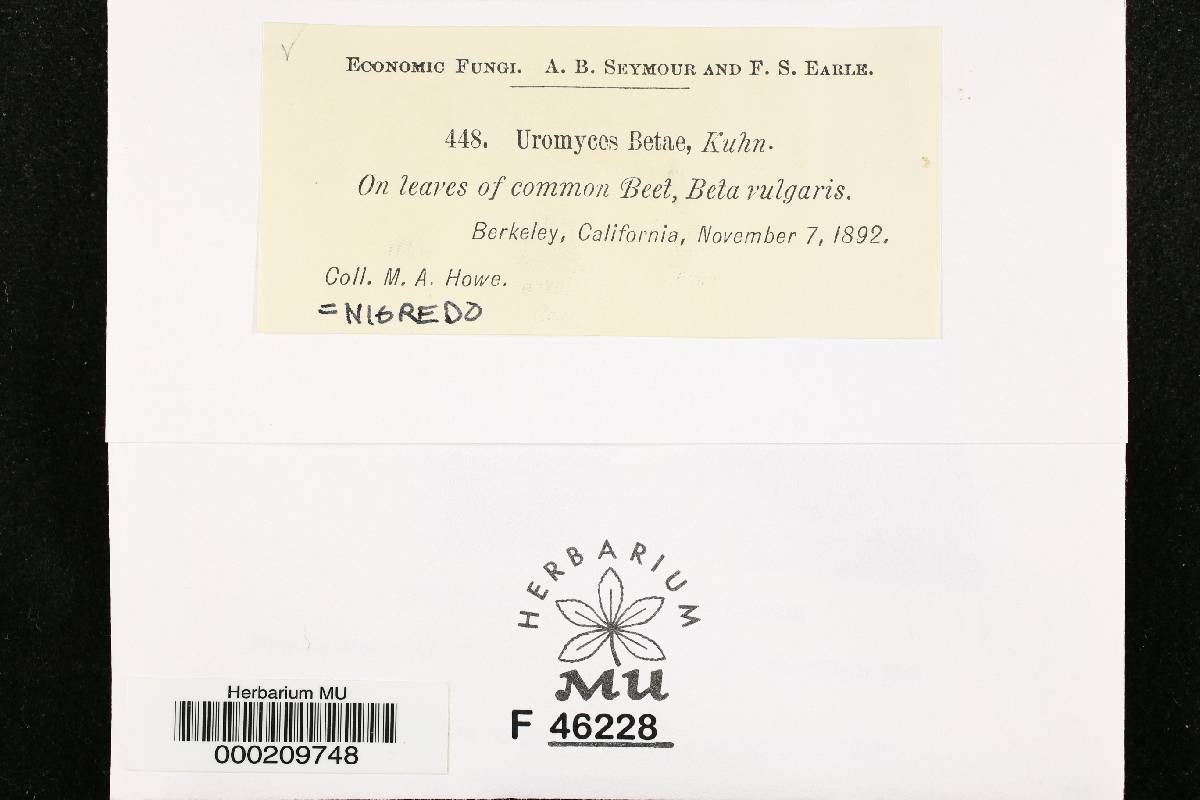 ECONOMIC FUNGI. A. B. SEYMOUR AND F. S. EARLE.
448. Uromyces Betae, Kuhn.
On leaves of common Beet, Beta vulgaris.
Berkeley, California, November 7, 1892.
Coll. M. A. Howe.
=NIGREDO
HERBARIUM
MU
F 46228
Herbarium MU
000209748